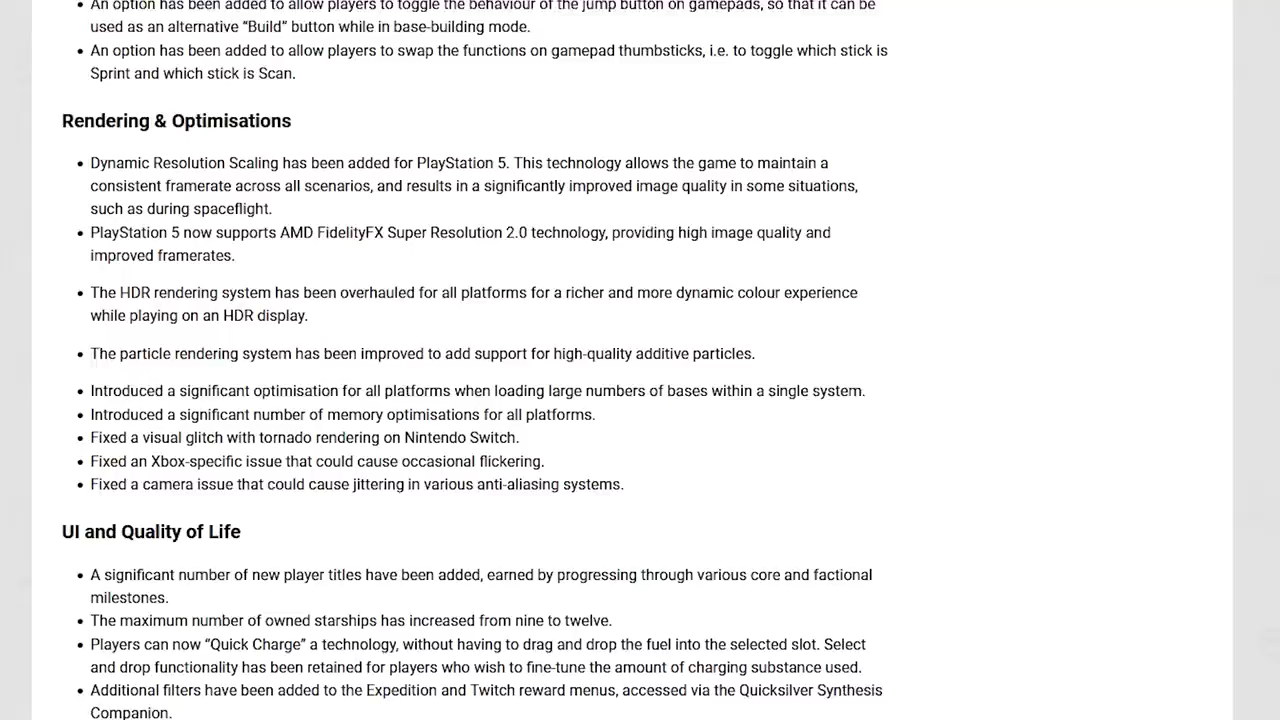 An option has been added to allow players to toggle the behaviour of the jump button on gamepads, so that it can be
used as an alternative “Build” button while in base-building mode.
An option has been added to allow players to swap the functions on gamepad thumbsticks, i.e. to toggle which stick is
Sprint and which stick is Scan.
Rendering & Optimisations
Dynamic Resolution Scaling has been added for PlayStation 5. This technology allows the game to maintain a
consistent framerate across all scenarios, and results in a significantly improved image quality in some situations,
such as during spaceflight.
PlayStation 5 now supports AMD FidelityFX Super Resolution 2.0 technology, providing high image quality and
improved framerates.
The HDR rendering system has been overhauled for all platforms for a richer and more dynamic colour experience
while playing on an HDR display.
The particle rendering system has been improved to add support for high-quality additive particles.
Introduced a significant optimisation for all platforms when loading large numbers of bases within a single system.
Introduced a significant number of memory optimisations for all platforms.
Fixed a visual glitch with tornado rendering on Nintendo Switch.
Fixed an Xbox-specific issue that could cause occasional flickering.
Fixed a camera issue that could cause jittering in various anti-aliasing systems.
UI and Quality of Life
A significant number of new player titles have been added, earned by progressing through various core and factional
milestones.
The maximum number of owned starships has increased from nine to twelve.
Players can now “Quick Charge” a technology, without having to drag and drop the fuel into the selected slot. Select
and drop functionality has been retained for players who wish to fine-tune the amount of charging substance used.
Additional filters have been added to the Expedition and Twitch reward menus, accessed via the Quicksilver Synthesis
Companion.